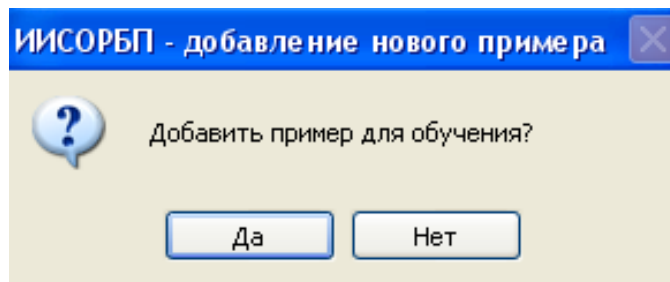 ИИСОРБП - добавление нового примера
Добавить пример для обучения?
Да
Нет